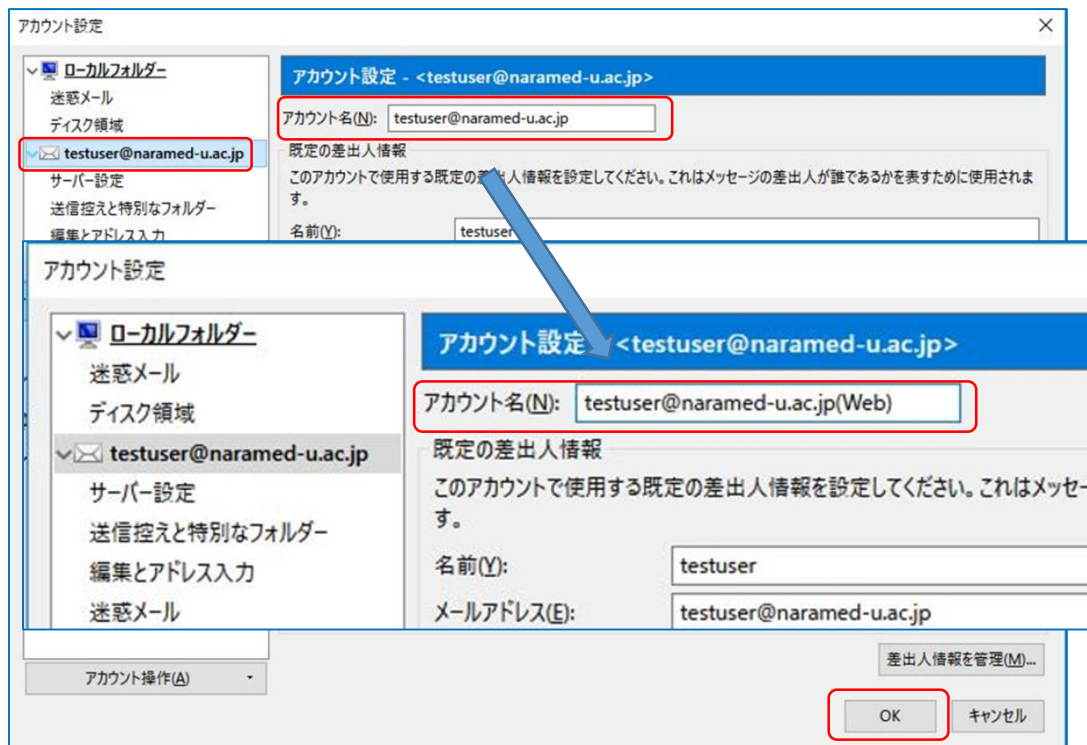 アカウント設定
ローカルフォルダー
迷惑メール
ディスク領域
testuser@naramed-u.ac.jp
サーバー設定
送信控えと特別なフォルダー
編集とアドレス入力
アカウント設定 - <testuser@naramed-u.ac.jp>
アカウント名(N): testuser@naramed-u.ac.jp
既定の差出人情報
このアカウントで使用する既定の差出人情報を設定してください。これはメッセージの差出人が誰であるかを表すために使用されま
す。
名前(Y): testuser
アカウント設定
ローカルフォルダー
迷惑メール
ディスク領域
testuser@naramed-u.ac.jp
サーバー設定
送信控えと特別なフォルダー
編集とアドレス入力
迷惑メール
アカウント設定 <testuser@naramed-u.ac.jp>
アカウント名(N): testuser@naramed-u.ac.jp(Web)
既定の差出人情報
このアカウントで使用する既定の差出人情報を設定してください。これはメッセー
す。
名前(Y): testuser
メールアドレス(E): testuser@naramed-u.ac.jp
差出人情報を管理(M)...
アカウント操作(A)
OK キャンセル